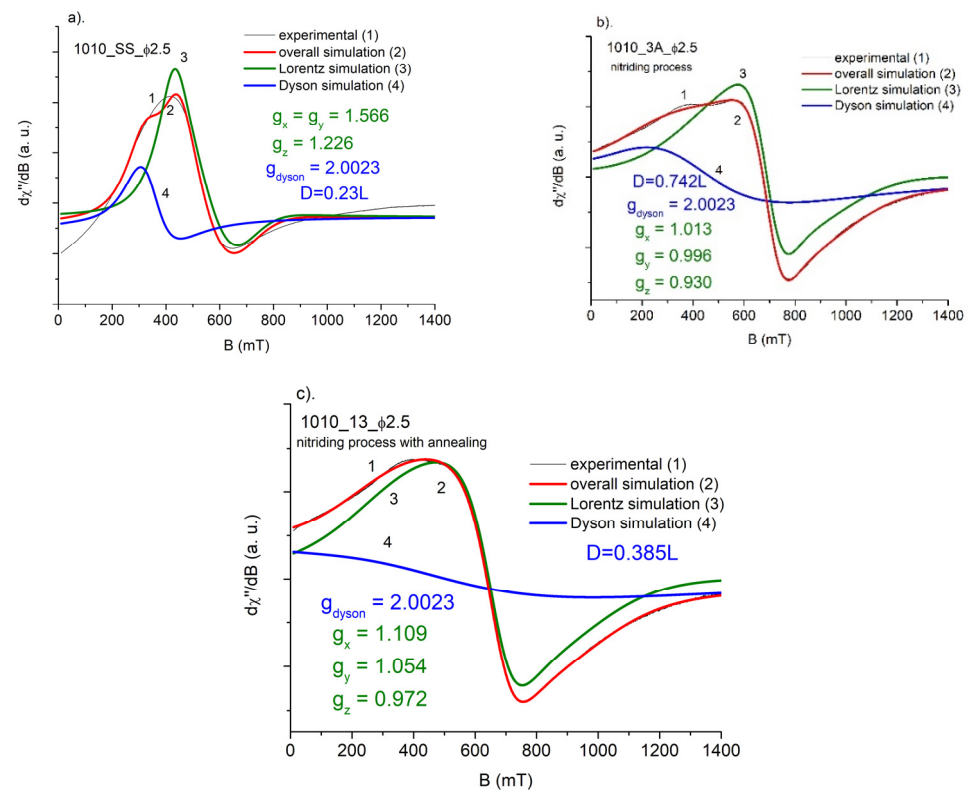 a).
1010_SS_ϕ2.5
experimental (1)
overall simulation (2)
Lorentz simulation (3)
Dyson simulation (4)
3
1
2
4
gx = gy = 1.566
gz = 1.226
gdyson = 2.0023
D=0.23L
dχ"/dB (a. u.)
0 200 400 600 800 1000 1200 1400
B (mT)
b).
1010_3A_ϕ2.5
nitriding process
experimental (1)
overall simulation (2)
Lorentz simulation (3)
Dyson simulation (4)
3
1
2
4
D=0.742L
gdyson = 2.0023
gx = 1.013
gy = 0.996
gz = 0.930
dχ"/dB (a. u.)
0 200 400 600 800 1000 1200 1400
B (mT)
c).
1010_13_ϕ2.5
nitriding process with annealing
experimental (1)
overall simulation (2)
Lorentz simulation (3)
Dyson simulation (4)
1
2
3
4
D=0.385L
gdyson = 2.0023
gx = 1.109
gy = 1.054
gz = 0.972
dχ"/dB (a. u.)
0 200 400 600 800 1000 1200 1400
B (mT)